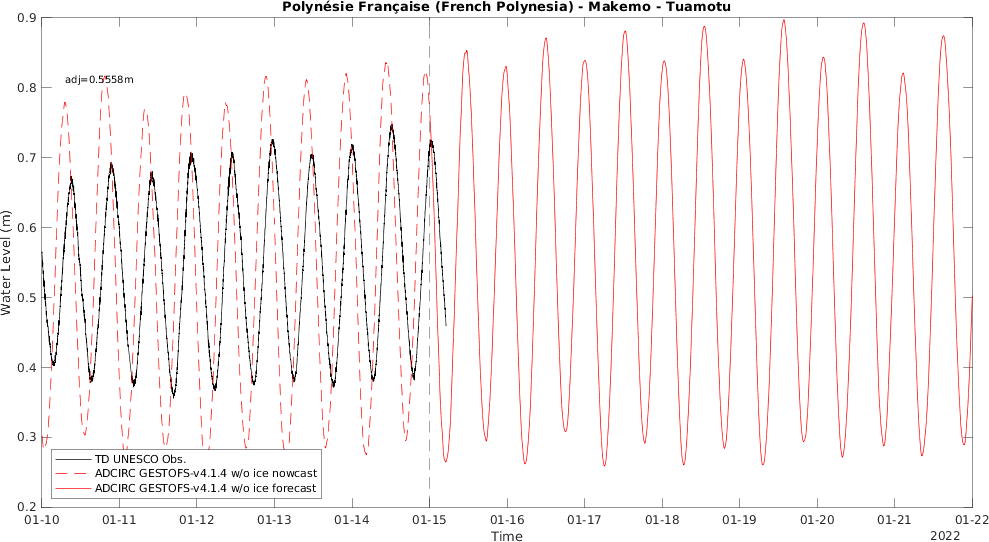 Polynésie Française (French Polynesia) - Makemo - Tuamotu
0.9
0.8
0.7
0.6
0.5
0.4
0.3
0.2
Water Level (m)
adj=0.5558m
TD UNESCO Obs.
ADCIRC GESTOFS-v4.1.4 w/o ice nowcast
ADCIRC GESTOFS-v4.1.4 w/o ice forecast
01-10 01-11 01-12 01-13 01-14 01-15 01-16 01-17 01-18 01-19 01-20 01-21 01-22
Time
2022